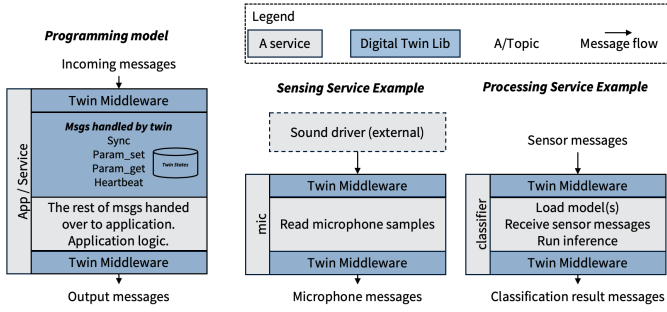 Legend
A service
Digital Twin Lib
A/Topic
Message flow
Programming model
Incoming messages
App / Service
Twin Middleware
Msgs handled by twin
Sync
Param_set
Param_get
Heartbeat
Twin States
The rest of msgs handed
over to application.
Application logic.
Twin Middleware
Output messages
Sensing Service Example
Sound driver (external)
mic
Twin Middleware
Read microphone samples
Twin Middleware
Microphone messages
Processing Service Example
Sensor messages
classifier
Twin Middleware
Load model(s)
Receive sensor messages
Run inference
Twin Middleware
Classification result messages